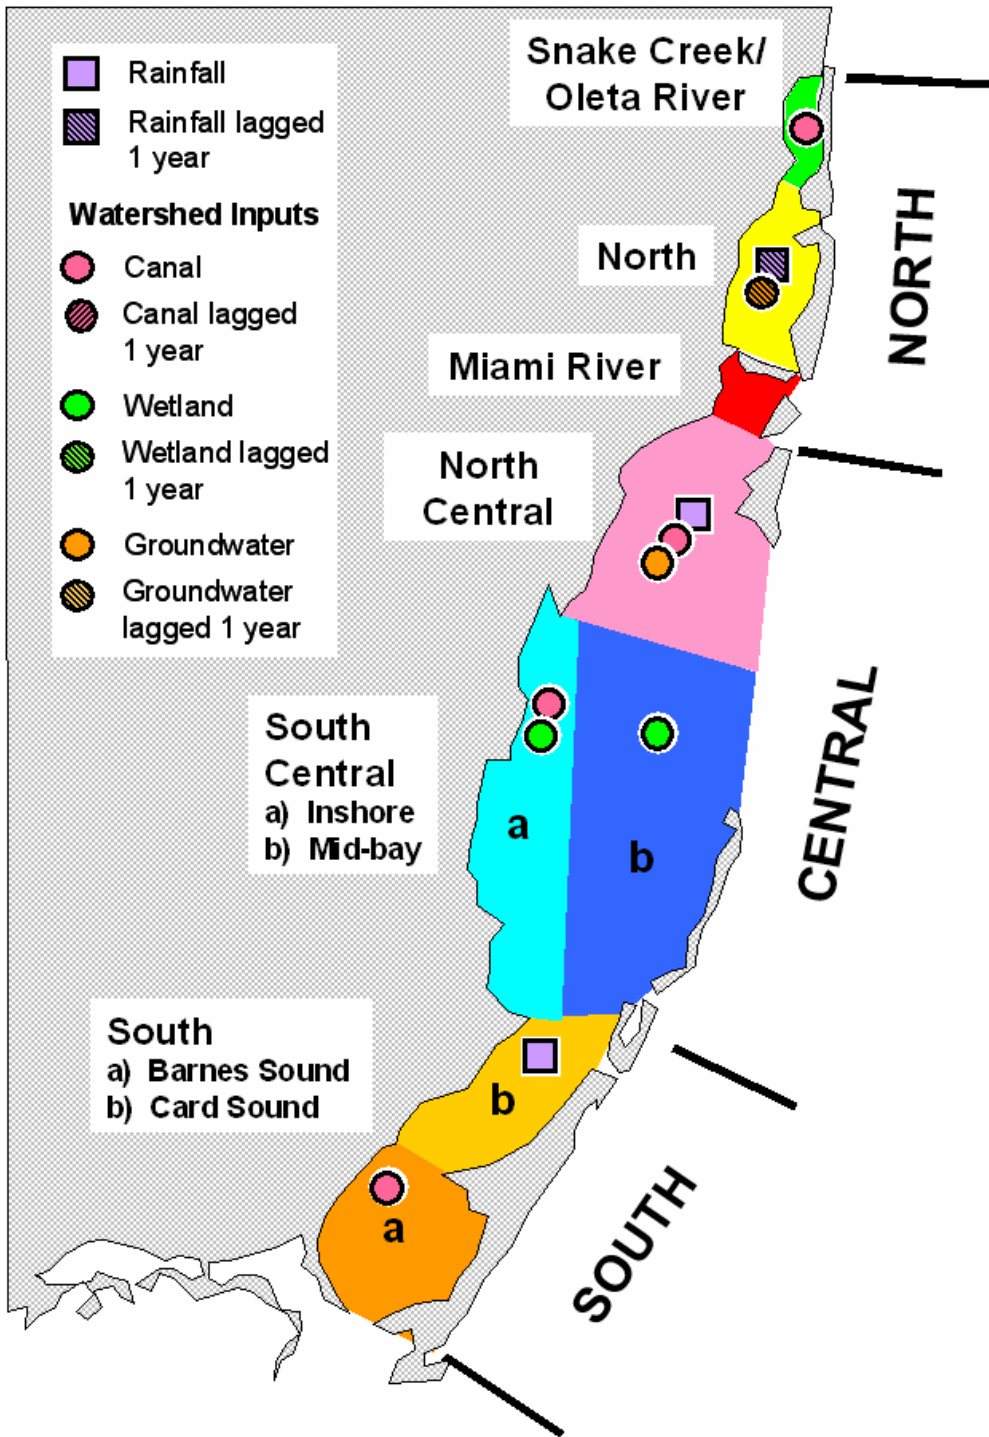 Rainfall
Rainfall lagged
1 year
Watershed Inputs
Canal
Canal lagged
1 year
Wetland
Wetland lagged
1 year
Groundwater
Groundwater
lagged 1 year
Snake Creek/
Oleta River
North
Miami River
North
Central
South
Central
a) Inshore
b) Mid-bay
South
a) Barnes Sound
b) Card Sound
a
b
b
a
NORTH
CENTRAL
SOUTH